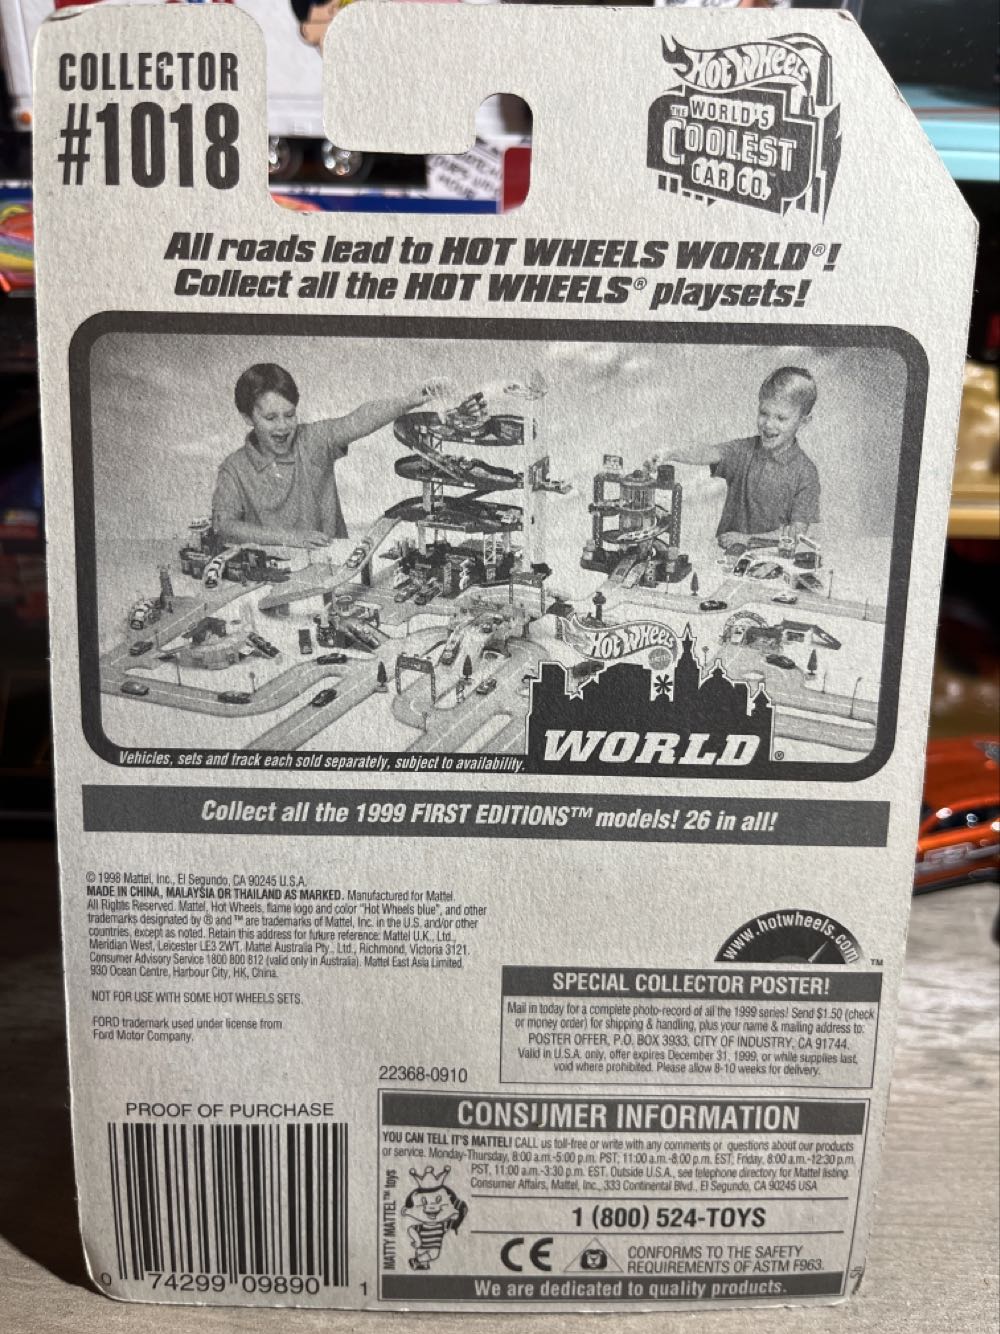 COLLECTOR
#1018
HOT WHEELS
THE WORLD'S
COOLEST
CAR CO.™
All roads lead to HOT WHEELS WORLD®!
Collect all the HOT WHEELS® playsets!
HOT WHEELS
WORLD®
Vehicles, sets and track each sold separately, subject to availability.
Collect all the 1999 FIRST EDITIONS™ models! 26 in all!
© 1998 Mattel, Inc., El Segundo, CA 90245 U.S.A.
MADE IN CHINA, MALAYSIA OR THAILAND AS MARKED. Manufactured for Mattel.
All Rights Reserved. Mattel, Hot Wheels, flame logo and color "Hot Wheels blue", and other
trademarks designated by ® and ™ are trademarks of Mattel, Inc. in the U.S. and/or other
countries, except as noted. Retain this address for future reference: Mattel U.K., Ltd.,
Meridian West, Leicester LE3 2WT. Mattel Australia Pty., Ltd., Richmond, Victoria 3121.
Consumer Advisory Service 1800 800 812 (valid only in Australia). Mattel East Asia Limited,
930 Ocean Centre, Harbour City, HK, China.
NOT FOR USE WITH SOME HOT WHEELS SETS.
FORD trademark used under license from
Ford Motor Company.
22368-0910
www.hotwheels.com
™
SPECIAL COLLECTOR POSTER!
Mail in today for a complete photo-record of all the 1999 series! Send $1.50 (check
or money order) for shipping & handling, plus your name & mailing address to:
POSTER OFFER, P.O. BOX 3933, CITY OF INDUSTRY, CA 91744.
Valid in U.S.A. only, offer expires December 31, 1999, or while supplies last,
void where prohibited. Please allow 8-10 weeks for delivery.
PROOF OF PURCHASE
0 74299 09890 1
CONSUMER INFORMATION
YOU CAN TELL IT'S MATTEL! CALL us toll-free or write with any comments or questions about our products
or service. Monday-Thursday, 8:00 a.m.-5:00 p.m. PST; 11:00 a.m.-8:00 p.m. EST; Friday, 8:00 a.m.-12:30 p.m.
PST, 11:00 a.m.-3:30 p.m. EST. Outside U.S.A., see telephone directory for Mattel listing.
Consumer Affairs, Mattel, Inc., 333 Continental Blvd., El Segundo, CA 90245 USA
MATTY MATTEL™ toys
1 (800) 524-TOYS
CE
CONFORMS TO THE SAFETY
REQUIREMENTS OF ASTM F963.
We are dedicated to quality products.